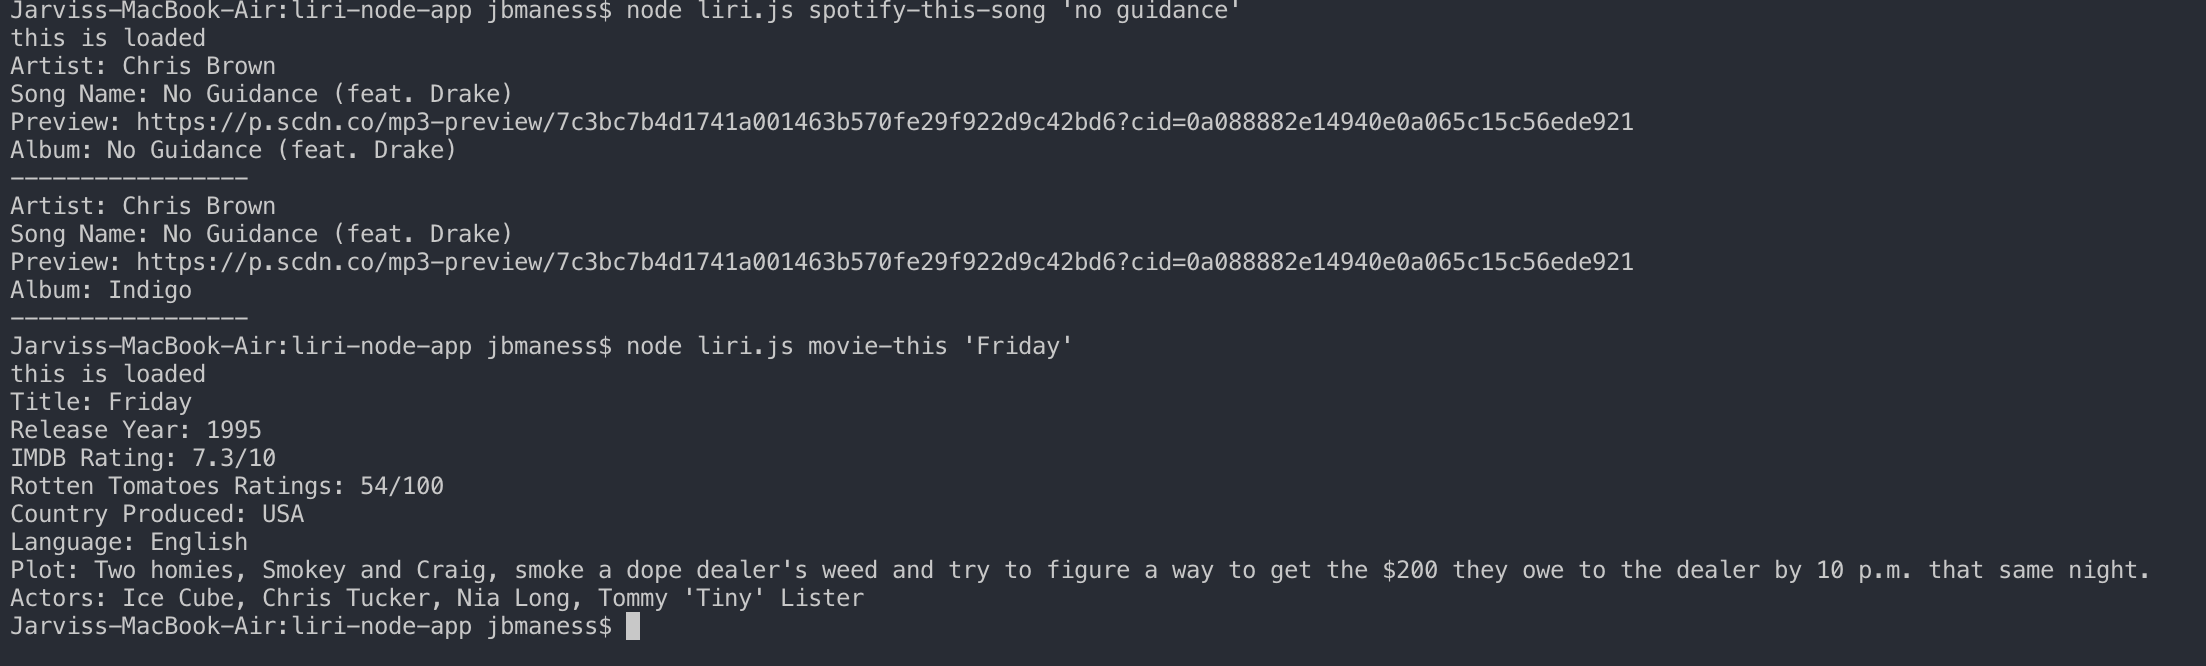 Jarviss-MacBook-Air:liri-node-app jbmaness$ node liri.js spotify-this-song 'no guidance'
this is loaded
Artist: Chris Brown
Song Name: No Guidance (feat. Drake)
Preview: https://p.scdn.co/mp3-preview/7c3bc7b4d1741a001463b570fe29f922d9c42bd6?cid=0a088882e14940e0a065c15c56ede921
Album: No Guidance (feat. Drake)
-----------------
Artist: Chris Brown
Song Name: No Guidance (feat. Drake)
Preview: https://p.scdn.co/mp3-preview/7c3bc7b4d1741a001463b570fe29f922d9c42bd6?cid=0a088882e14940e0a065c15c56ede921
Album: Indigo
-----------------
Jarviss-MacBook-Air:liri-node-app jbmaness$ node liri.js movie-this 'Friday'
this is loaded
Title: Friday
Release Year: 1995
IMDB Rating: 7.3/10
Rotten Tomatoes Ratings: 54/100
Country Produced: USA
Language: English
Plot: Two homies, Smokey and Craig, smoke a dope dealer's weed and try to figure a way to get the $200 they owe to the dealer by 10 p.m. that same night.
Actors: Ice Cube, Chris Tucker, Nia Long, Tommy 'Tiny' Lister
Jarviss-MacBook-Air:liri-node-app jbmaness$